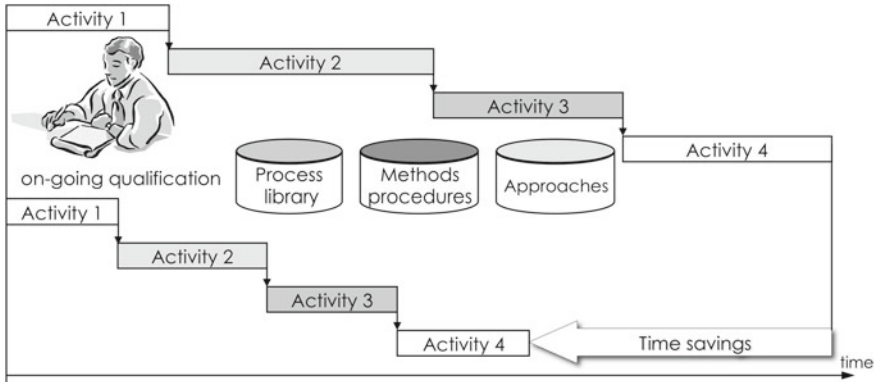 Activity 1
Activity 2
Activity 3
Activity 4
on-going qualification
Process
library
Methods
procedures
Approaches
Activity 1
Activity 2
Activity 3
Activity 4
Time savings
time